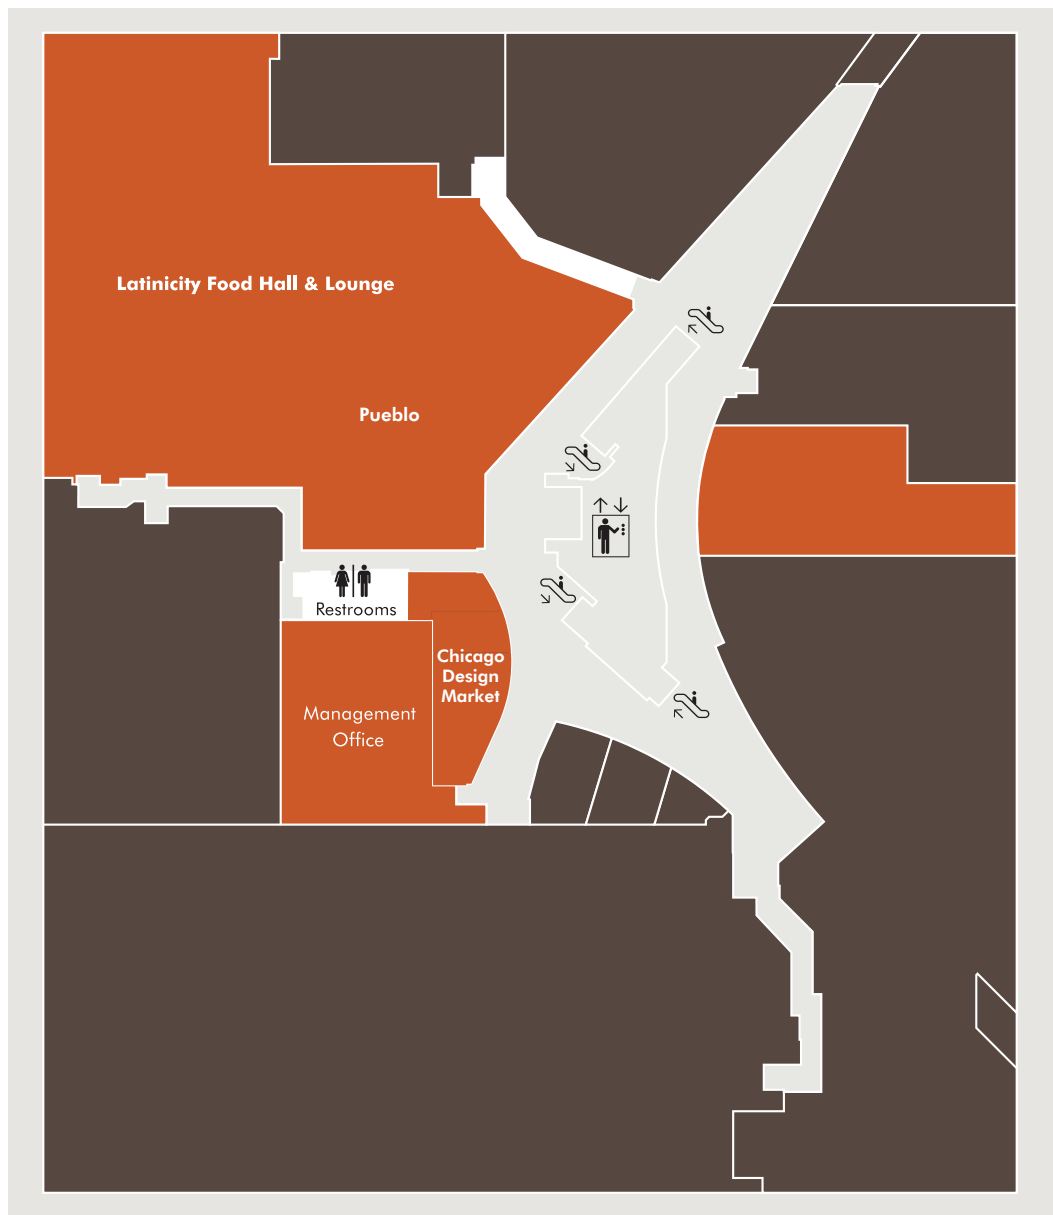 Latinicity Food Hall & Lounge
Pueblo
Restrooms
Chicago
Design
Market
Management
Office